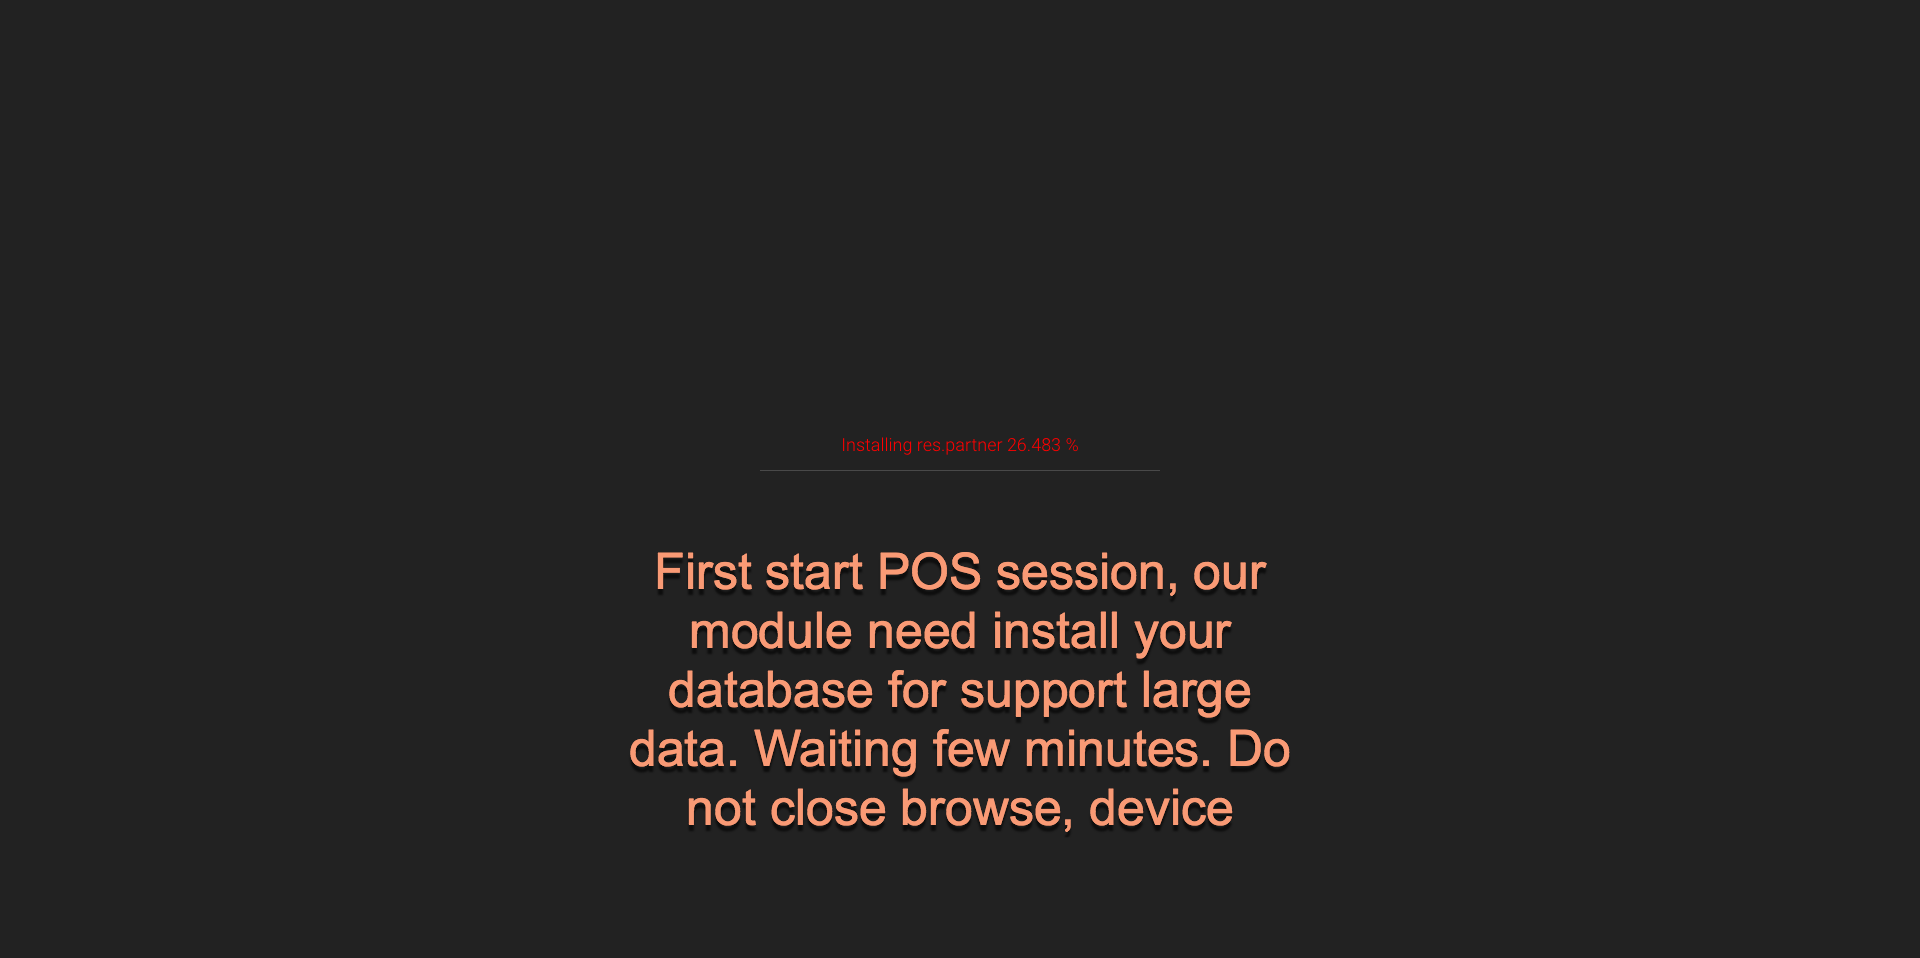 Installing res.partner 26.483 %
First start POS session, our
module need install your
database for support large
data. Waiting few minutes. Do
not close browse, device